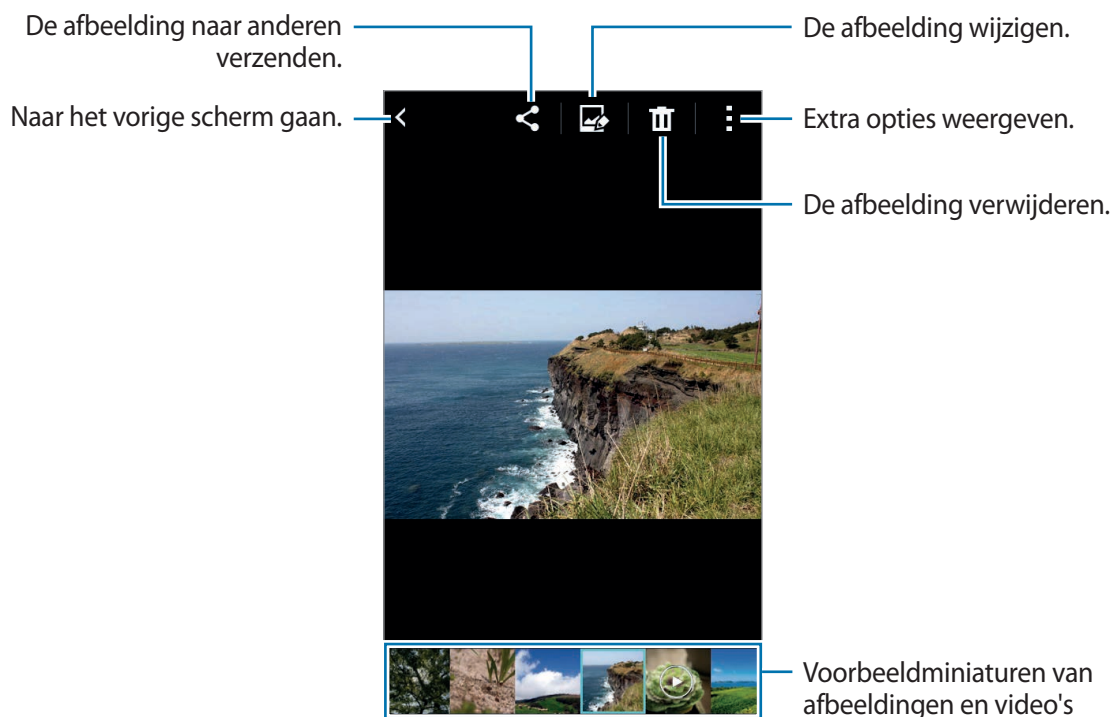 De afbeelding naar anderen
verzenden.
De afbeelding wijzigen.
Naar het vorige scherm gaan.
Extra opties weergeven.
De afbeelding verwijderen.
Voorbeeldminiaturen van
afbeeldingen en video's